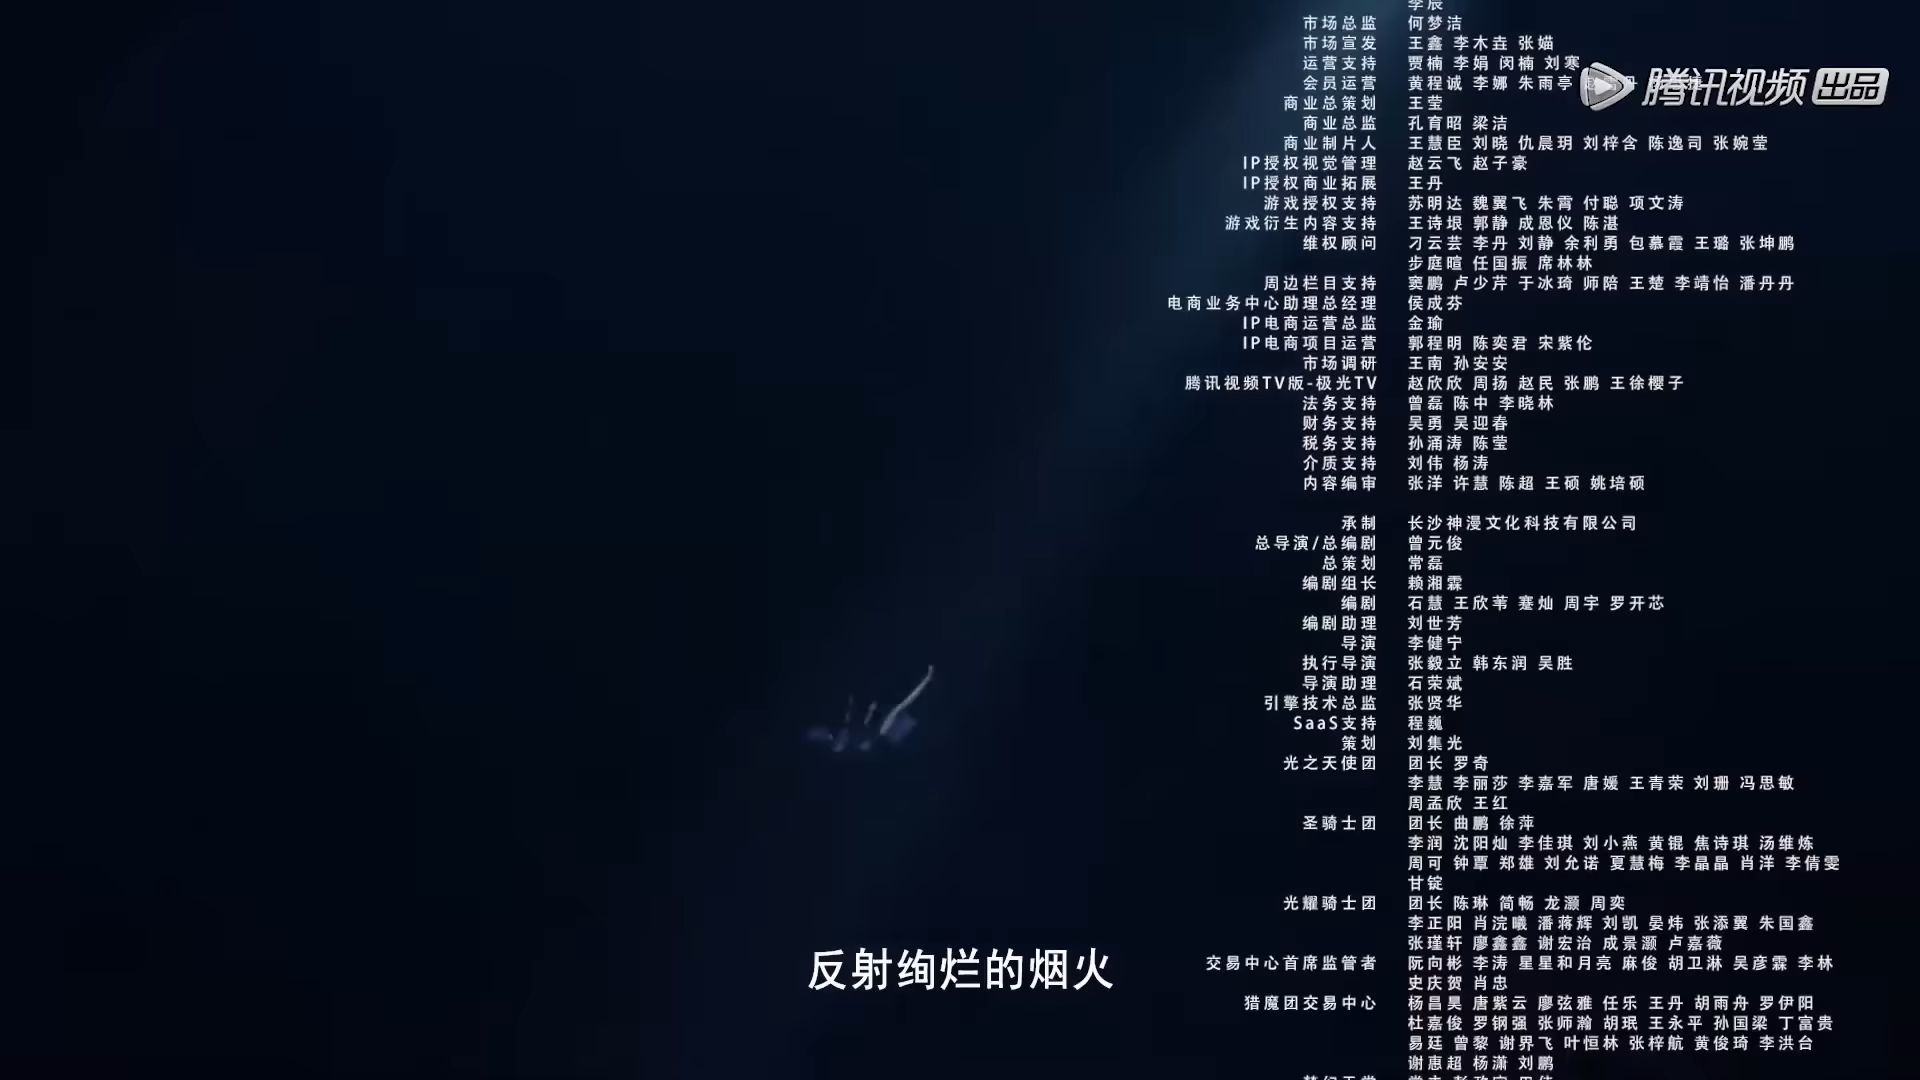 李辰
市场总监 何梦洁
市场宣发 王鑫 李木垚 张媌
运营支持 贾楠 李娟 闵楠 刘寒
会员运营 黄程诚 李娜 朱雨亭
腾讯视频 出品
商业总策划 王莹
商业总监 孔育昭 梁洁
商业制片人 王慧臣 刘晓 仇晨玥 刘梓含 陈逸司 张婉莹
IP授权视觉管理 赵云飞 赵子豪
IP授权商业拓展 王丹
游戏授权支持 苏明达 魏翼飞 朱霄 付聪 项文涛
游戏衍生内容支持 王诗垠 郭静 成恩仪 陈湛
维权顾问 刁云芸 李丹 刘静 余利勇 包慕霞 王璐 张坤鹏
步庭暄 任国振 席林林
周边栏目支持 窦鹏 卢少芹 于冰琦 师陪 王楚 李靖怡 潘丹丹
电商业务中心助理总经理 侯成芬
IP电商运营总监 金瑜
IP电商项目运营 郭程明 陈奕君 宋紫伦
市场调研 王南 孙安安
腾讯视频TV版-极光TV 赵欣欣 周扬 赵民 张鹏 王徐樱子
法务支持 曾磊 陈中 李晓林
财务支持 吴勇 吴迎春
税务支持 孙涌涛 陈莹
介质支持 刘伟 杨涛
内容编审 张洋 许慧 陈超 王硕 姚培硕
承制 长沙神漫文化科技有限公司
总导演/总编剧 曾元俊
总策划 常磊
编剧组长 赖湘霖
编剧 石慧 王欣苇 蹇灿 周宇 罗开芯
编剧助理 刘世芳
导演 李健宁
执行导演 张毅立 韩东润 吴胜
导演助理 石荣斌
引擎技术总监 张贤华
SaaS支持 程巍
策划 刘集光
光之天使团 团长 罗奇
李慧 李丽莎 李嘉军 唐媛 王青荣 刘珊 冯思敏
周孟欣 王红
圣骑士团 团长 曲鹏 徐萍
李润 沈阳灿 李佳琪 刘小燕 黄锟 焦诗琪 汤维炼
周可 钟覃 郑雄 刘允诺 夏慧梅 李晶晶 肖洋 李倩雯
甘锭
光耀骑士团 团长 陈琳 简畅 龙灏 周奕
李正阳 肖浣曦 潘蒋辉 刘凯 晏炜 张添翼 朱国鑫
张瑾轩 廖鑫鑫 谢宏治 成景灏 卢嘉薇
交易中心首席监管者 阮向彬 李涛 星星和月亮 麻俊 胡卫淋 吴彦霖 李林
史庆贺 肖忠
猎魔团交易中心 杨昌昊 唐紫云 廖弦雅 任乐 王丹 胡雨舟 罗伊阳
杜嘉俊 罗钢强 张师瀚 胡珉 王永平 孙国梁 丁富贵
易廷 曾黎 谢界飞 叶恒林 张梓航 黄俊琦 李洪台
谢惠超 杨潇 刘鹏
反射绚烂的烟火